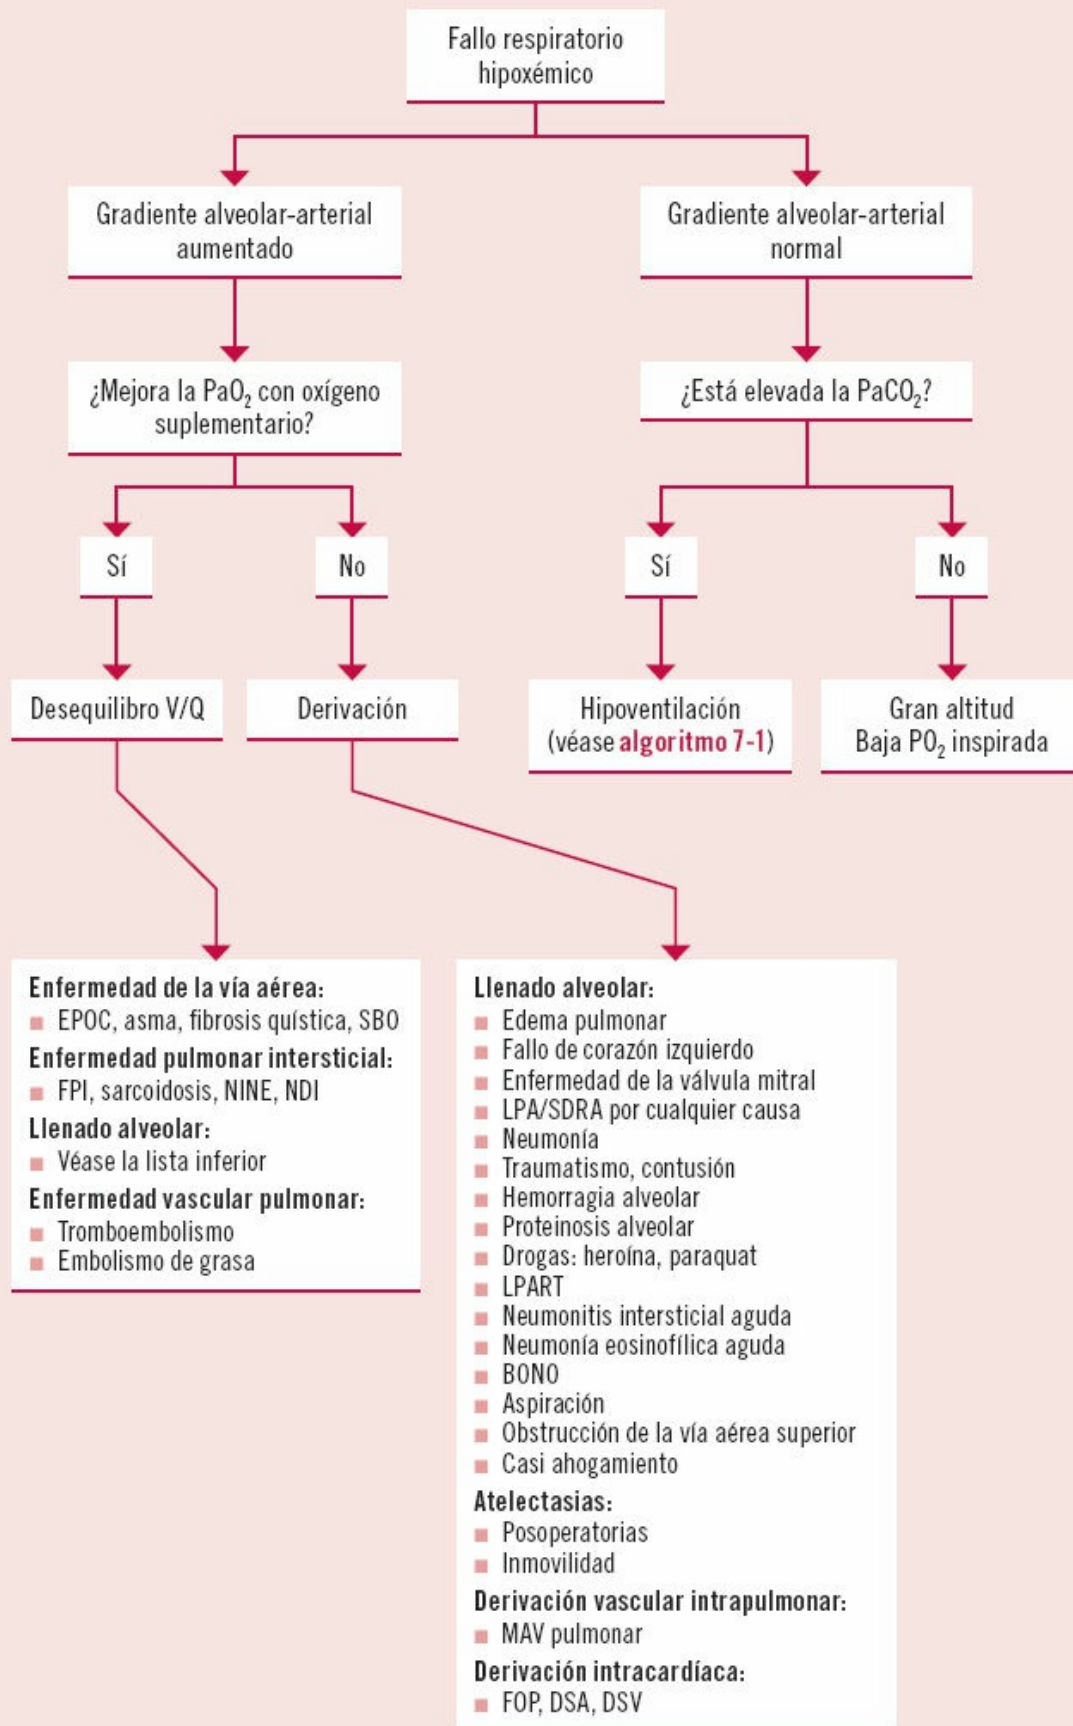 Fallo respiratorio
hipoxémico
Gradiente alveolar-arterial
aumentado
Gradiente alveolar-arterial
normal
¿Mejora la PaO₂ con oxígeno
suplementario?
¿Está elevada la PaCO₂?
Sí
No
Sí
No
Desequilibro V/Q
Derivación
Hipoventilación
(véase algoritmo 7-1)
Gran altitud
Baja PO₂ inspirada
Enfermedad de la vía aérea:
EPOC, asma, fibrosis quística, SBO
Enfermedad pulmonar intersticial:
FPI, sarcoidosis, NINE, NDI
Llenado alveolar:
Véase la lista inferior
Enfermedad vascular pulmonar:
Tromboembolismo
Embolismo de grasa
Llenado alveolar:
Edema pulmonar
Fallo de corazón izquierdo
Enfermedad de la válvula mitral
LPA/SDRA por cualquier causa
Neumonía
Traumatismo, contusión
Hemorragia alveolar
Proteinosis alveolar
Drogas: heroína, paraquat
LPART
Neumonitis intersticial aguda
Neumonía eosinofílica aguda
BONO
Aspiración
Obstrucción de la vía aérea superior
Casi ahogamiento
Atelectasias:
Posoperatorias
Inmovilidad
Derivación vascular intrapulmonar:
MAV pulmonar
Derivación intracardíaca:
FOP, DSA, DSV